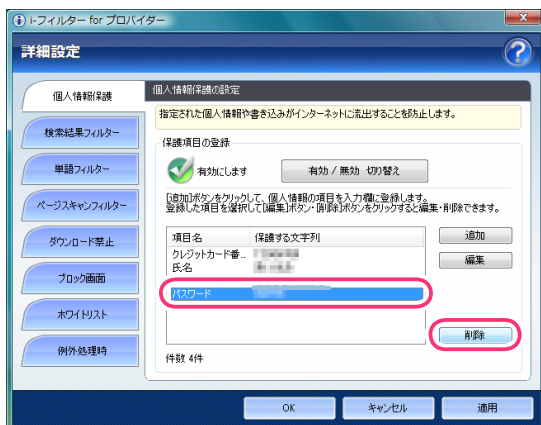 i-フィルター for プロバイダー
詳細設定
個人情報保護
検索結果フィルター
単語フィルター
ページスキャンフィルター
ダウンロード禁止
ブロック画面
ホワイトリスト
例外処理時
個人情報保護の設定
指定された個人情報や書き込みがインターネットに流出することを防止します。
保護項目の登録
有効にします
有効 / 無効 切り替え
[追加]ボタンをクリックして、個人情報の項目を入力欄に登録します。
登録した項目を選択して[編集]ボタン・[削除]ボタンをクリックすると編集・削除できます。
項目名 保護する文字列
クレジットカード番...
氏名
パスワード
追加
編集
削除
件数 4件
OK キャンセル 適用